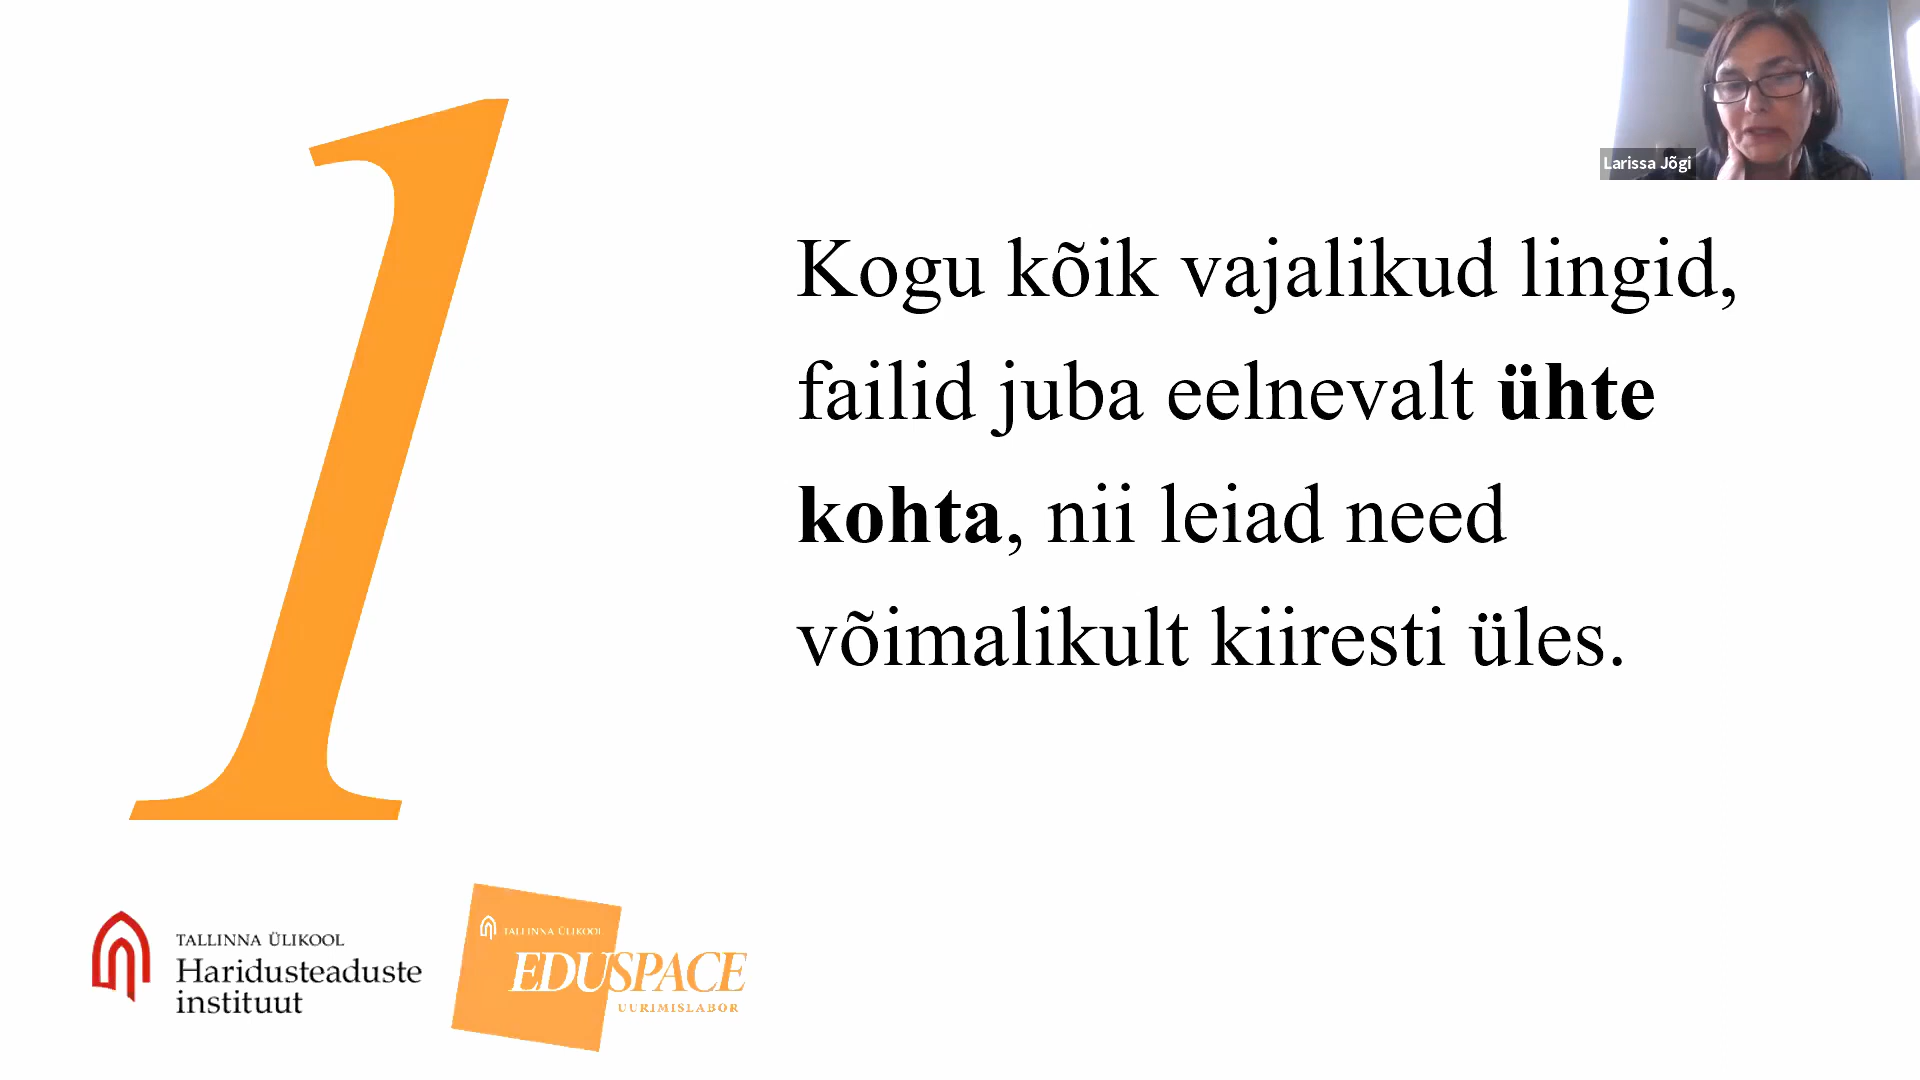 1
Larissa Jõgi
Kogu kõik vajalikud lingid,
failid juba eelnevalt ühte
kohta, nii leiad need
võimalikult kiiresti üles.
TALLINNA ÜLIKOOL
Haridusteaduste
instituut
TALLINNA ÜLIKOOL
EDUSPACE
UURIMISLABOR